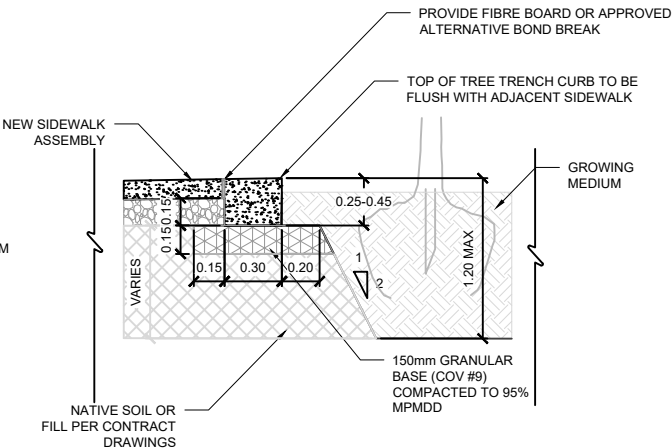 PROVIDE FIBRE BOARD OR APPROVED
ALTERNATIVE BOND BREAK
TOP OF TREE TRENCH CURB TO BE
FLUSH WITH ADJACENT SIDEWALK
NEW SIDEWALK
ASSEMBLY
GROWING
MEDIUM
0.25-0.45
0.15
0.15
M
0.15
0.30
0.20
1
2
1.20 MAX
VARIES
150mm GRANULAR
BASE (COV #9)
COMPACTED TO 95%
MPMDD
NATIVE SOIL OR
FILL PER CONTRACT
DRAWINGS